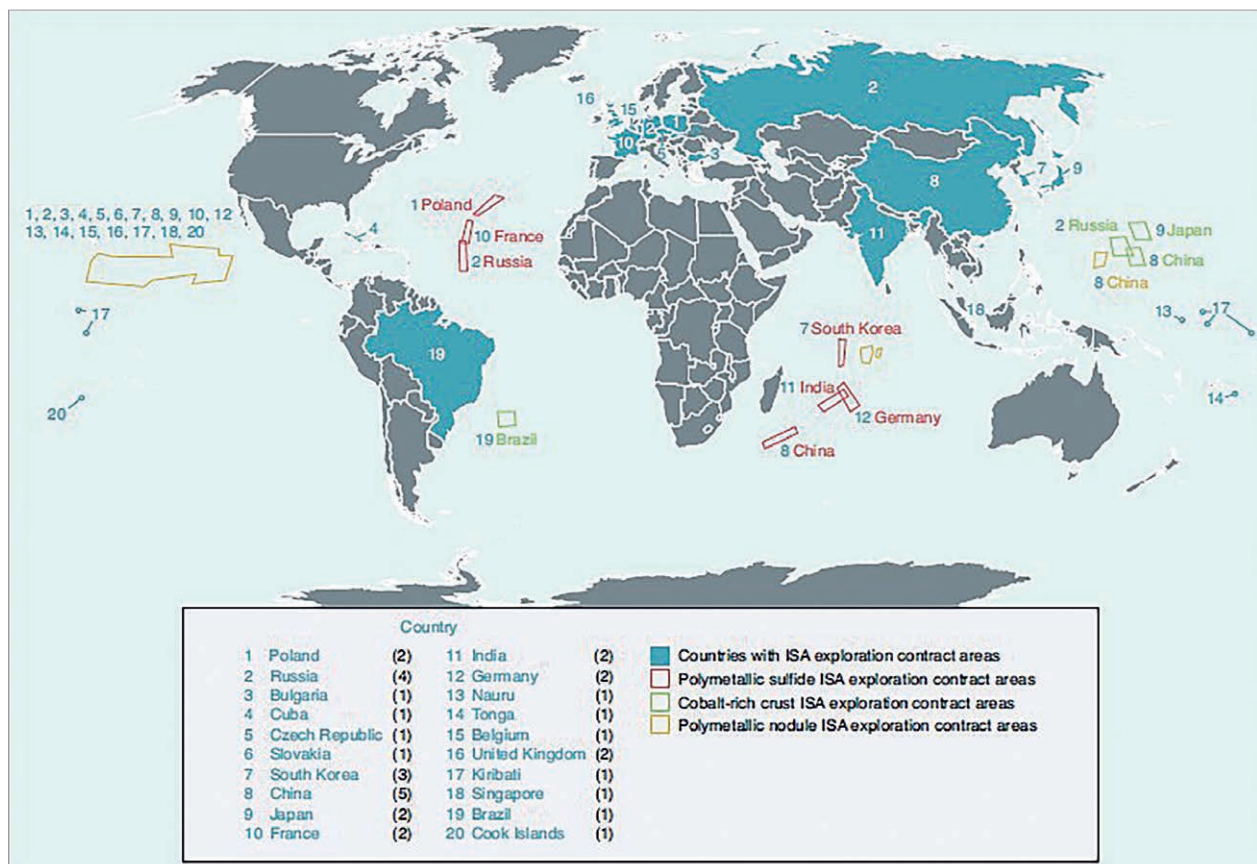 16
15
2
12
1
10
5
3
7
9
8
1 Poland
4
1, 2, 3, 4, 5, 6, 7, 8, 9, 10, 12
13, 14, 15, 16, 17, 18, 20
10 France
2 Russia
11
2 Russia
9 Japan
8 China
8 China
17
18
13
17
7 South Korea
19
11 India
20
14
12 Germany
19 Brazil
8 China
Country
1 Poland (2)
2 Russia (4)
3 Bulgaria (1)
4 Cuba (1)
5 Czech Republic (1)
6 Slovakia (1)
7 South Korea (3)
8 China (5)
9 Japan (2)
10 France (2)
11 India (2)
12 Germany (2)
13 Nauru (1)
14 Tonga (1)
15 Belgium (1)
16 United Kingdom (2)
17 Kiribati (1)
18 Singapore (1)
19 Brazil (1)
20 Cook Islands (1)
Countries with ISA exploration contract areas
Polymetallic sulfide ISA exploration contract areas
Cobalt-rich crust ISA exploration contract areas
Polymetallic nodule ISA exploration contract areas